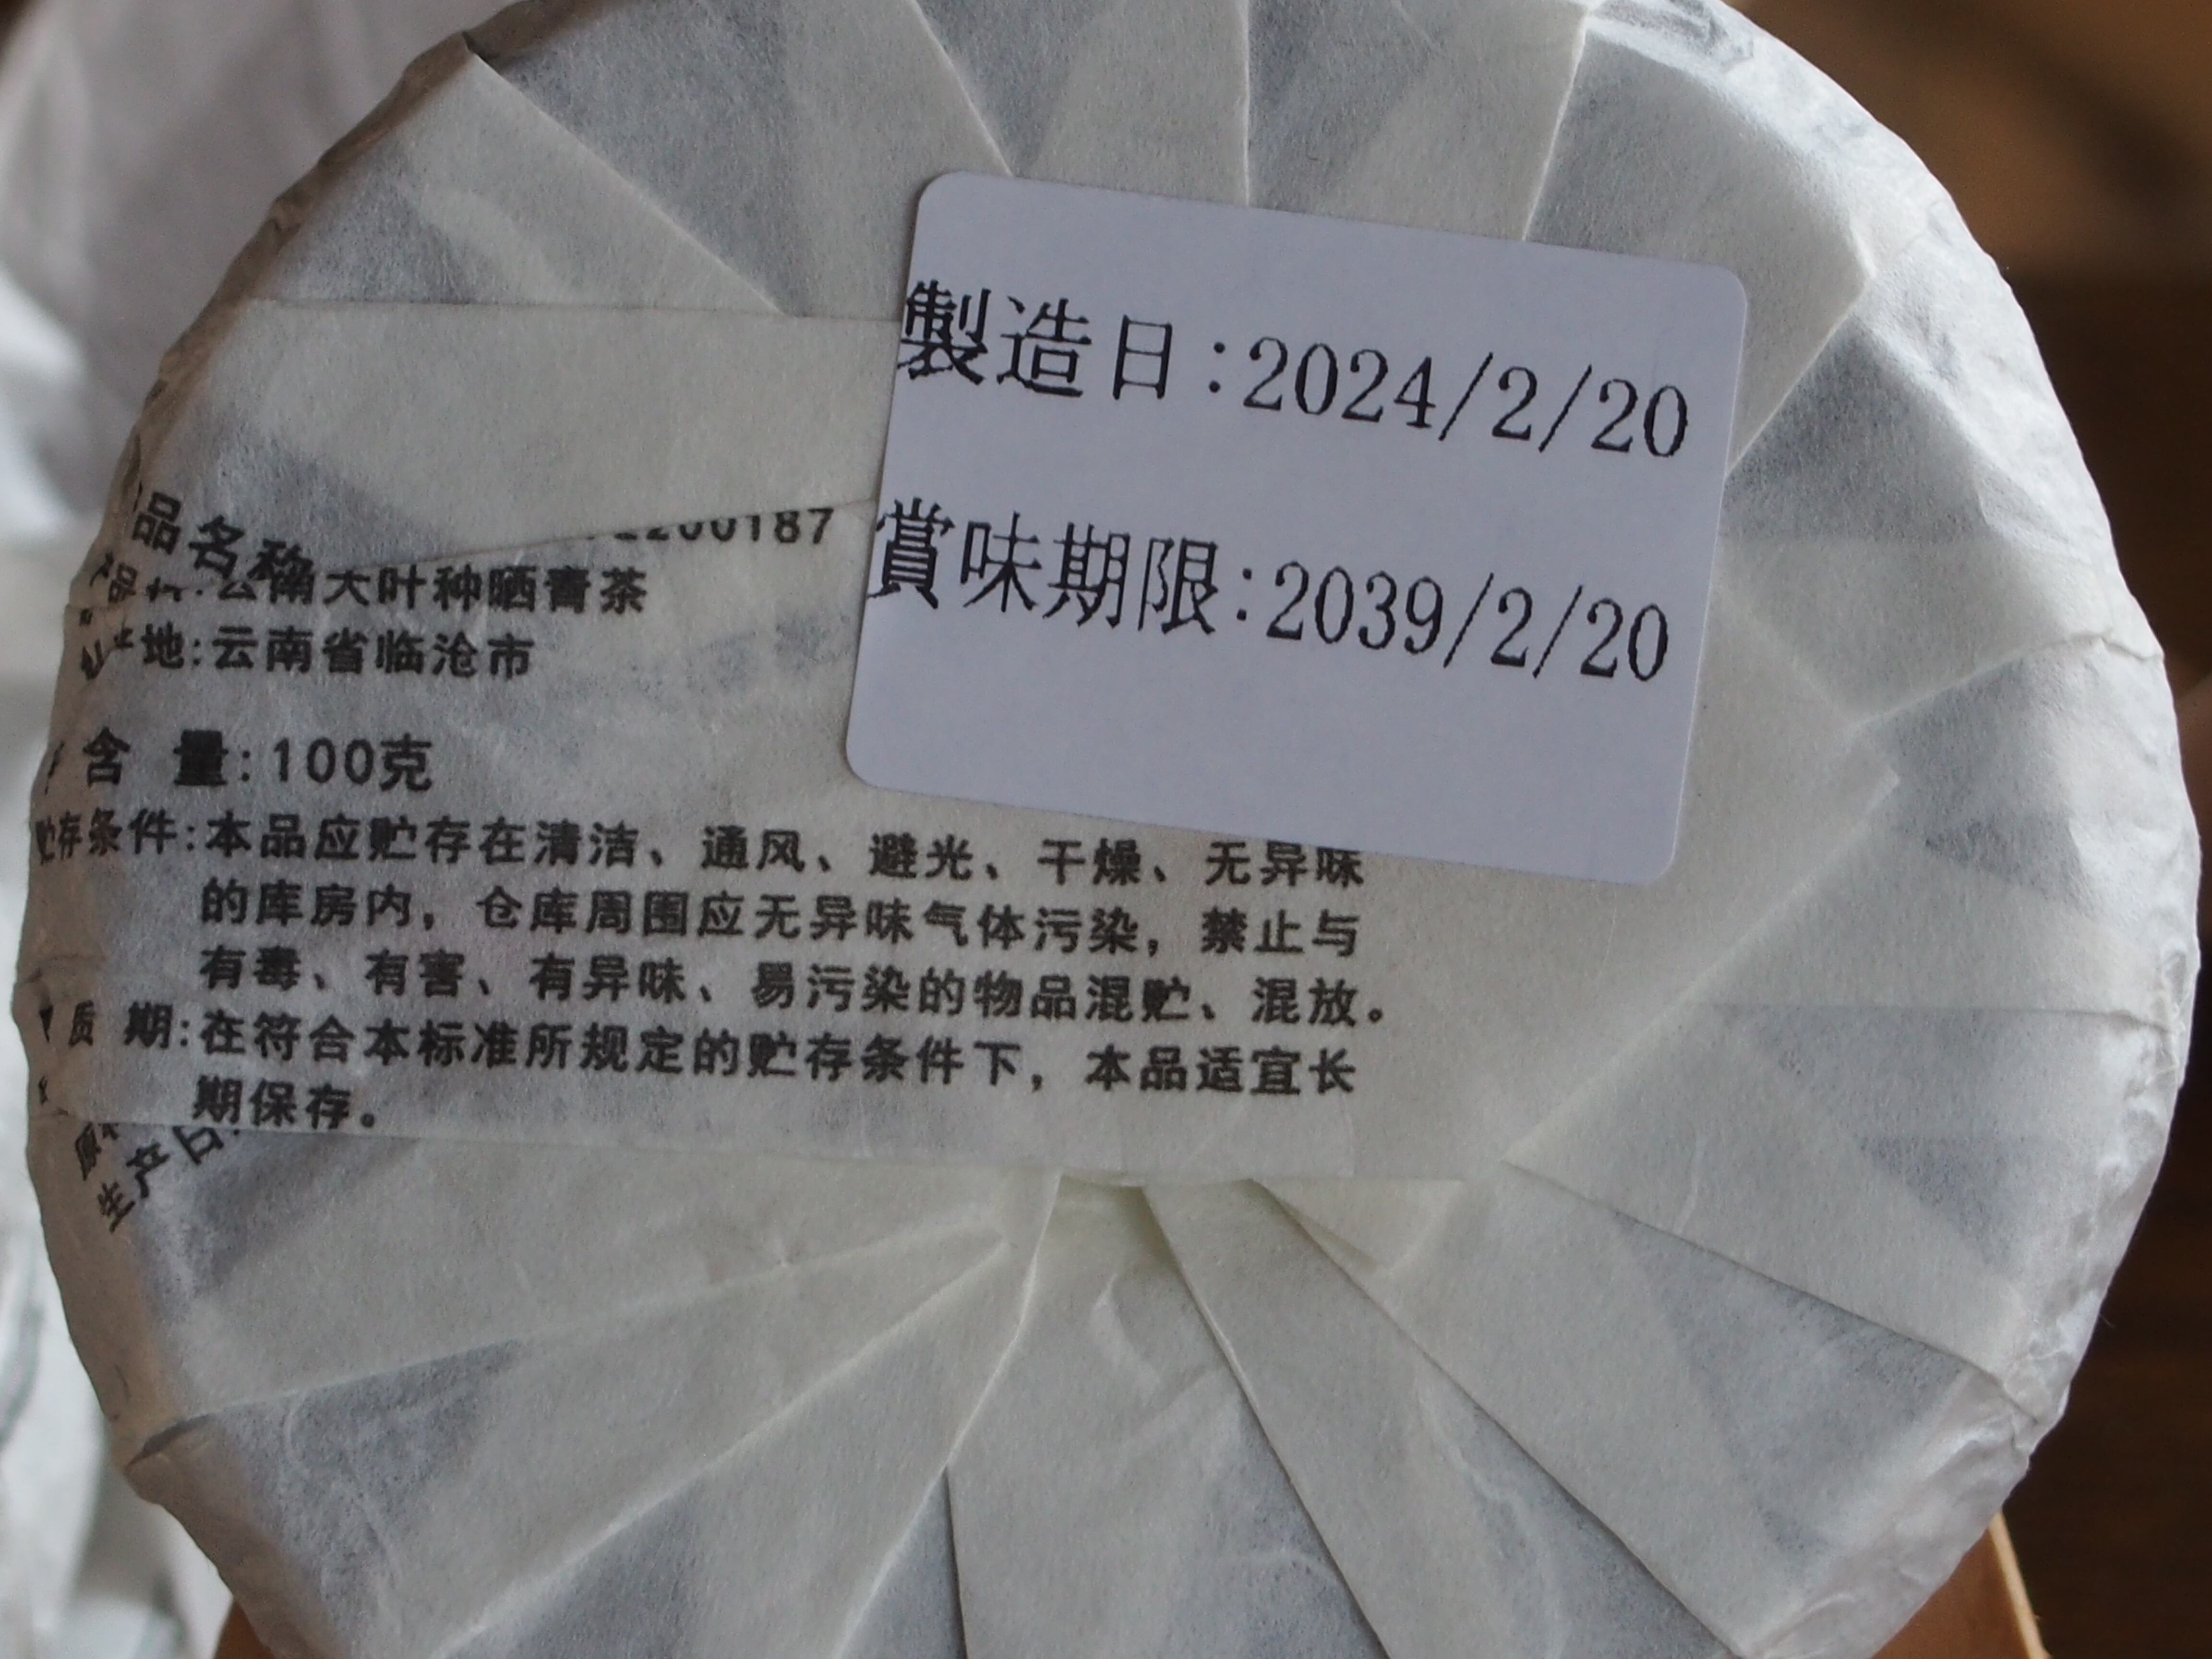 製造日:2024/2/20
賞味期限:2039/2/20
品名称
200187
云南大叶种晒青茶
地:云南省临沧市
含 量:100克
贮存条件:本品应贮存在清洁、通风、避光、干燥、无异味
的库房内，仓库周围应无异味气体污染，禁止与
有毒、有害、有异味、易污染的物品混贮、混放。
质 期:在符合本标准所规定的贮存条件下，本品适宜长
期保存。
生产日